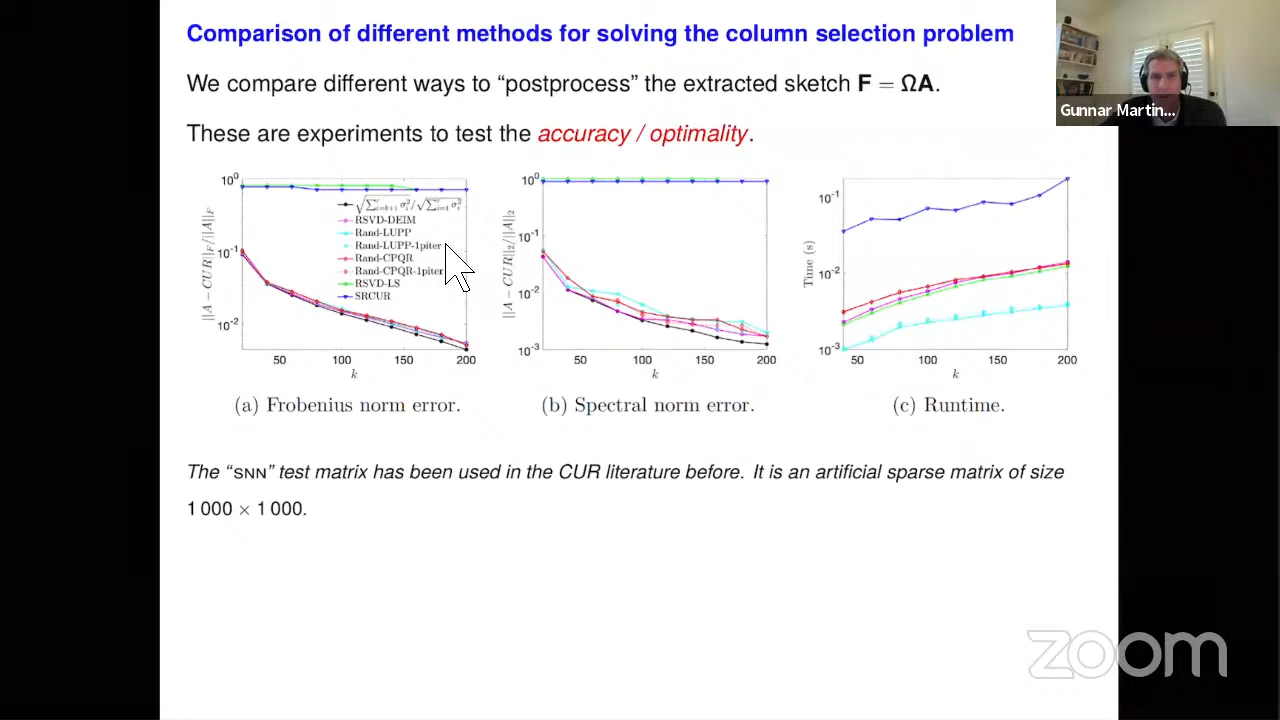 Comparison of different methods for solving the column selection problem
We compare different ways to “postprocess” the extracted sketch F = ΩA.
These are experiments to test the accuracy / optimality.
Gunnar Martin...
10⁰
10⁻¹
10⁻²
||A − CUR||_F/||A||_F
RSVD-DEIM
Rand-LUPP
Rand-LUPP-1piter
Rand-CPQR
Rand-CPQR-1piter
RSVD-LS
SRCUR
50 100 150 200
k
(a) Frobenius norm error.
10⁰
10⁻¹
10⁻²
10⁻³
||A − CUR||₂/||A||₂
50 100 150 200
k
(b) Spectral norm error.
10⁻¹
10⁻²
10⁻³
Time (s)
50 100 150 200
k
(c) Runtime.
The “SNN” test matrix has been used in the CUR literature before. It is an artificial sparse matrix of size
1 000 × 1 000.
zoom